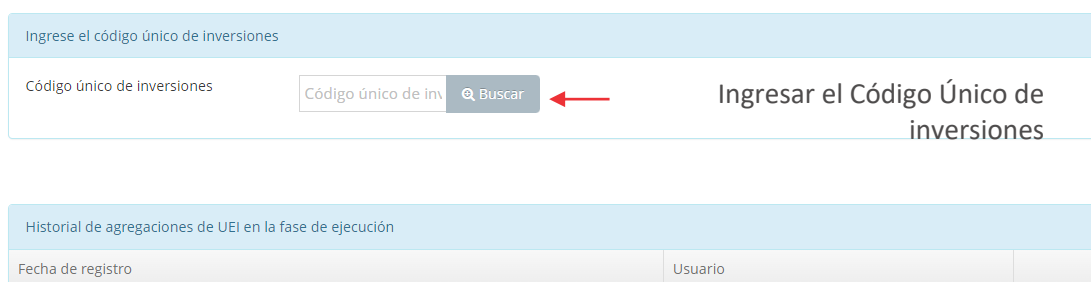 Ingrese el código único de inversiones
Código único de inversiones
Código único de inv
Buscar
Ingresar el Código Único de
inversiones
Historial de agregaciones de UEI en la fase de ejecución
Fecha de registro
Usuario